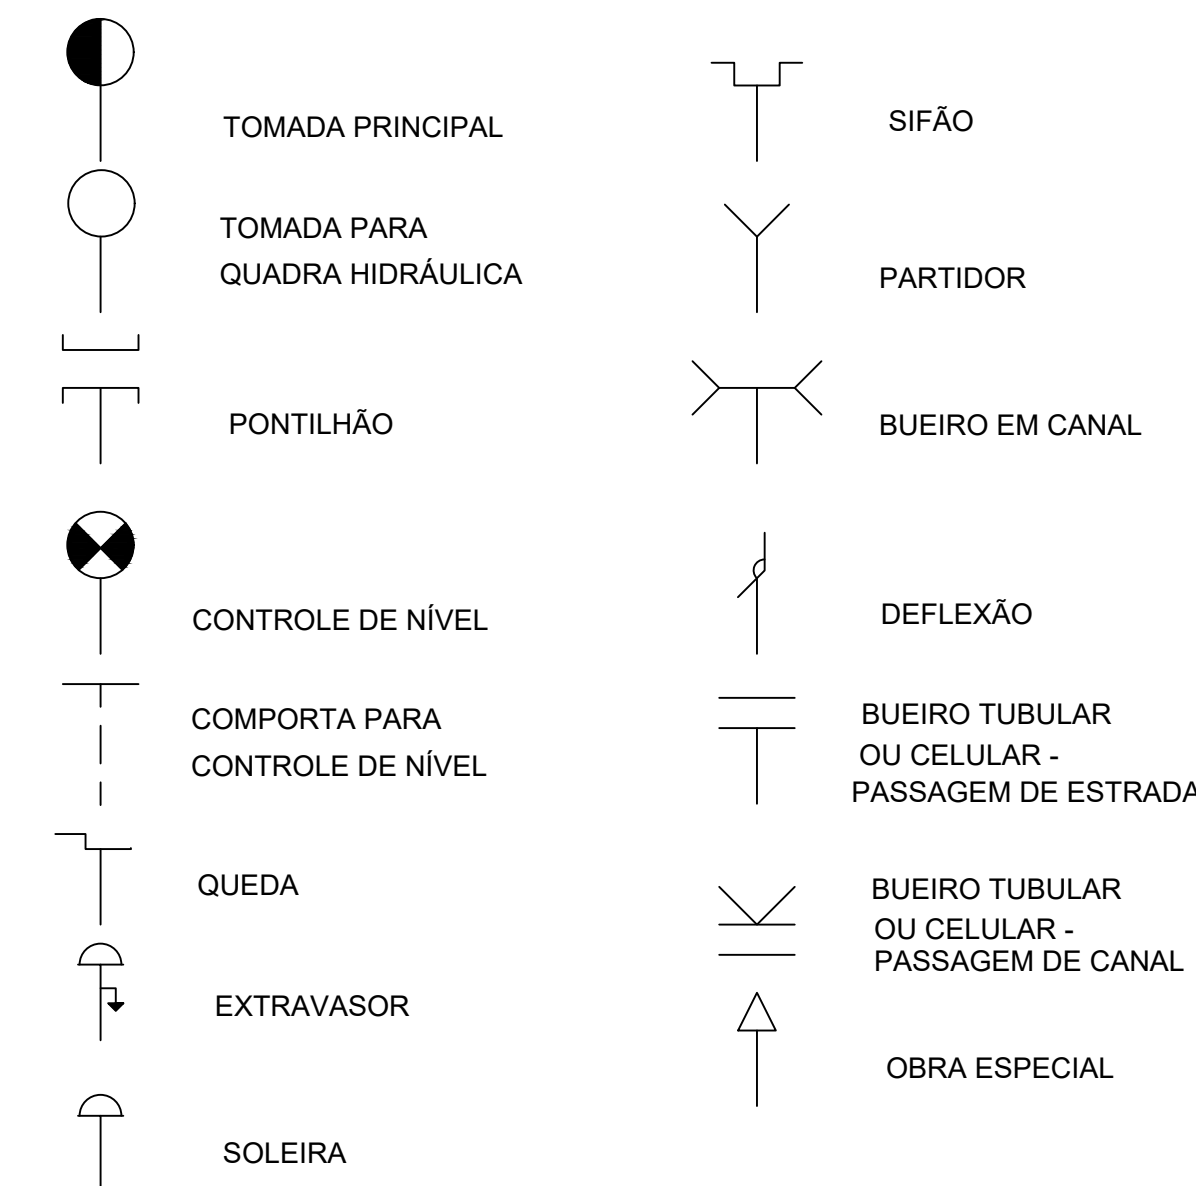 TOMADA PRINCIPAL
TOMADA PARA
QUADRA HIDRÁULICA
PONTILHÃO
CONTROLE DE NÍVEL
COMPORTA PARA
CONTROLE DE NÍVEL
QUEDA
EXTRAVASOR
SOLEIRA
SIFÃO
PARTIDOR
BUEIRO EM CANAL
DEFLEXÃO
BUEIRO TUBULAR
OU CELULAR -
PASSAGEM DE ESTRADA
BUEIRO TUBULAR
OU CELULAR -
PASSAGEM DE CANAL
OBRA ESPECIAL